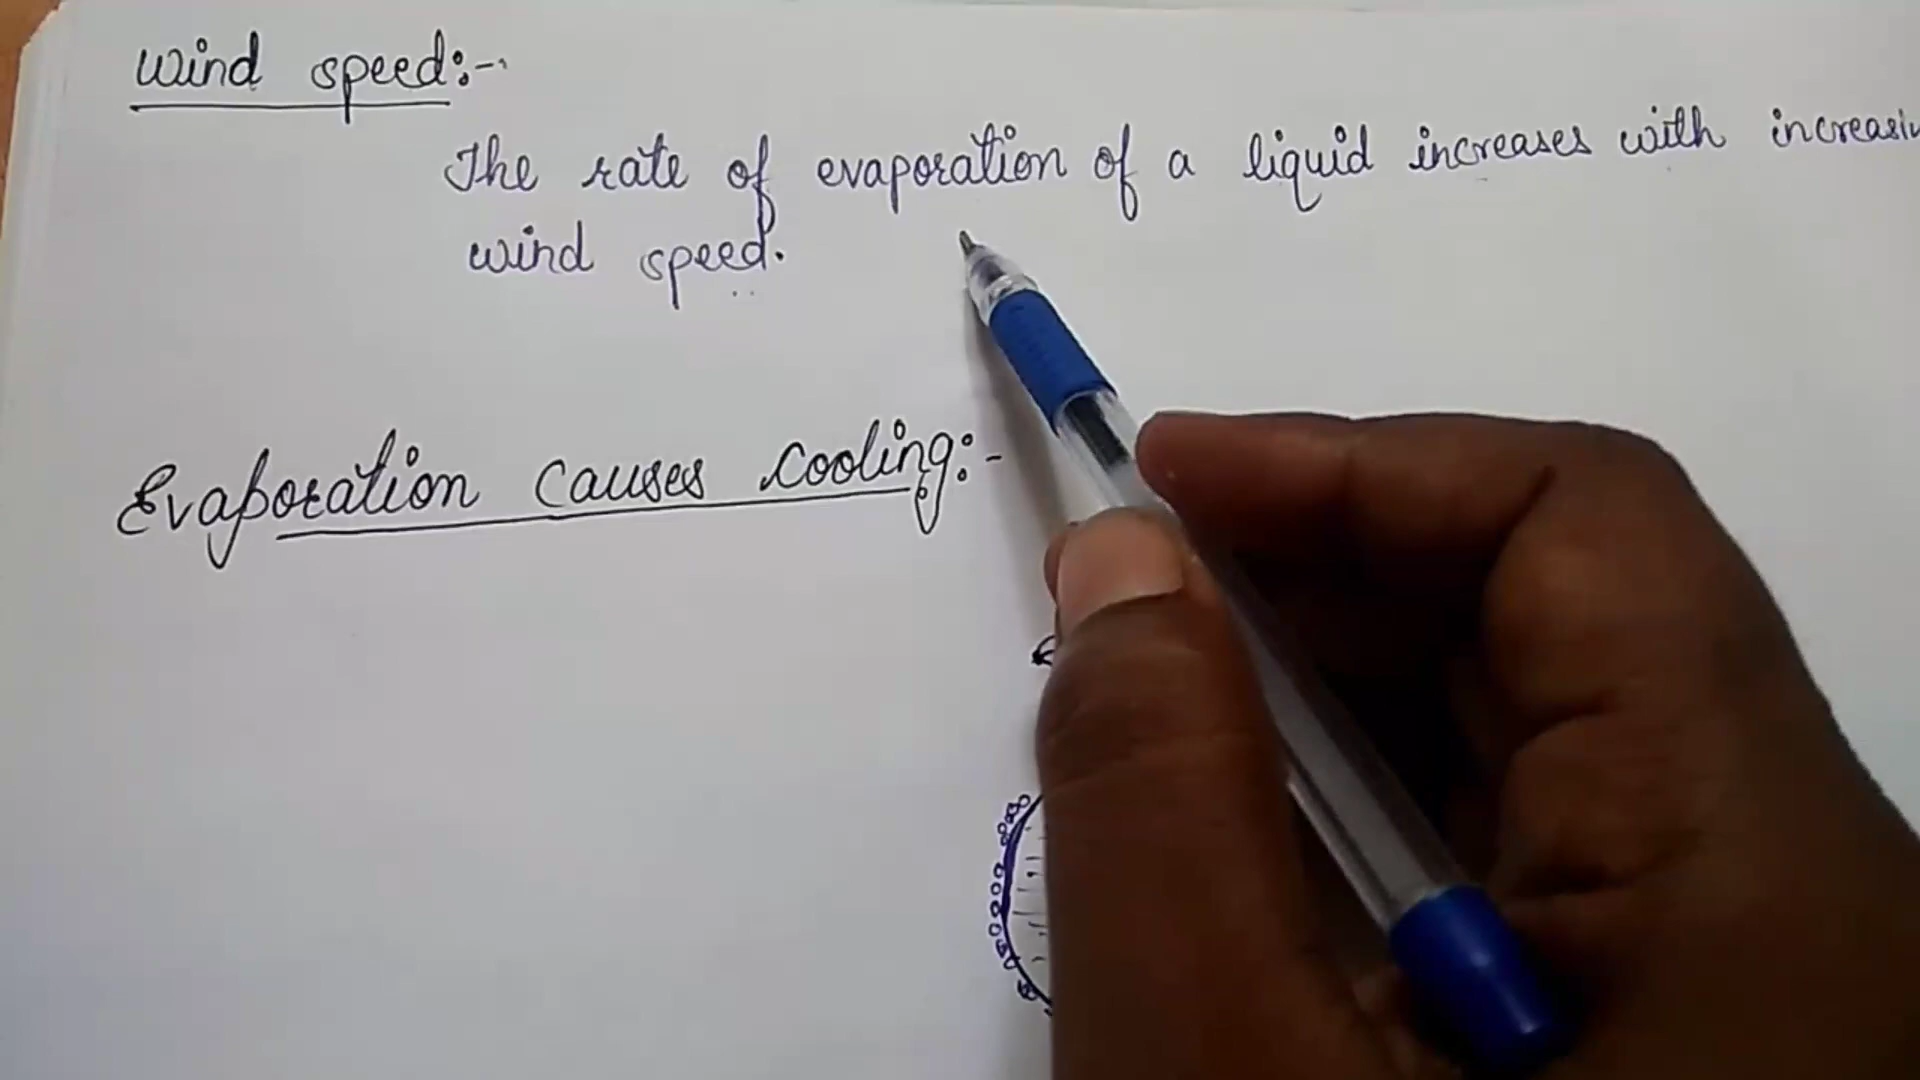 Wind speed:-
The rate of evaporation of a liquid increases with
wind speed.
Evaporation causes cooling:-